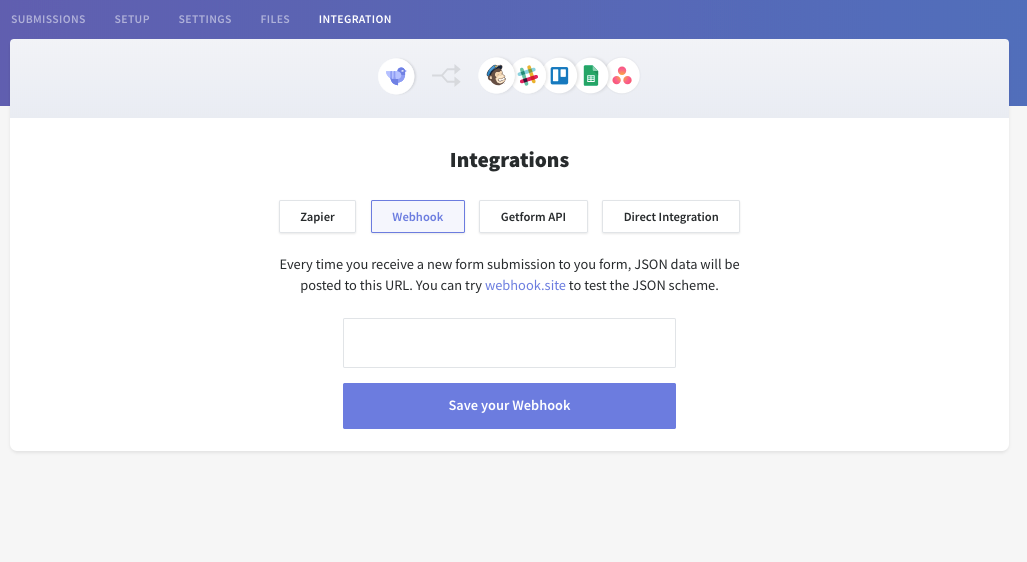 SUBMISSIONS SETUP SETTINGS FILES INTEGRATION
Integrations
Zapier Webhook Getform API Direct Integration
Every time you receive a new form submission to you form, JSON data will be
posted to this URL. You can try webhook.site to test the JSON scheme.
Save your Webhook